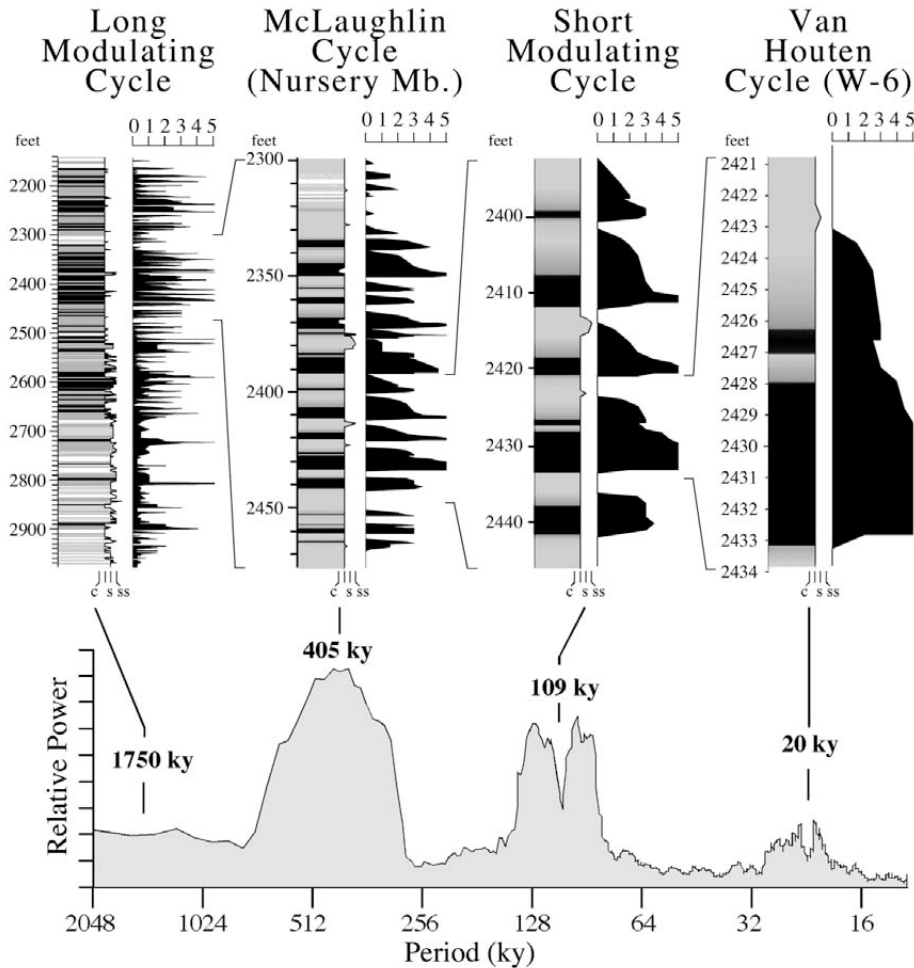 Long
Modulating
Cycle
McLaughlin
Cycle
(Nursery Mb.)
Short
Modulating
Cycle
Van
Houten
Cycle (W-6)
feet
0 1 2 3 4 5
2200
2300
2400
2500
2600
2700
2800
2900
c s ss
feet
0 1 2 3 4 5
2300
2350
2400
2450
c s ss
feet
0 1 2 3 4 5
2400
2410
2420
2430
2440
c s ss
feet
0 1 2 3 4 5
2421
2422
2423
2424
2425
2426
2427
2428
2429
2430
2431
2432
2433
2434
c s ss
Relative Power
1750 ky
405 ky
109 ky
20 ky
2048 1024 512 256 128 64 32 16
Period (ky)